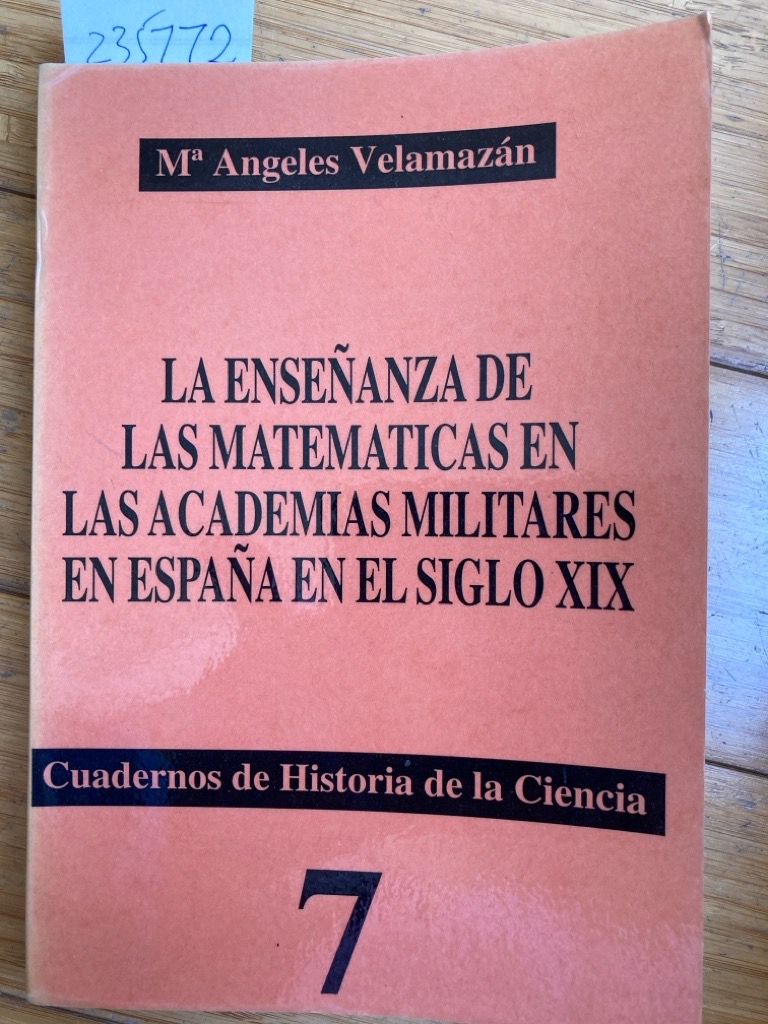 235772
Mª Angeles Velamazán
LA ENSEÑANZA DE
LAS MATEMATICAS EN
LAS ACADEMIAS MILITARES
EN ESPAÑA EN EL SIGLO XIX
Cuadernos de Historia de la Ciencia
7